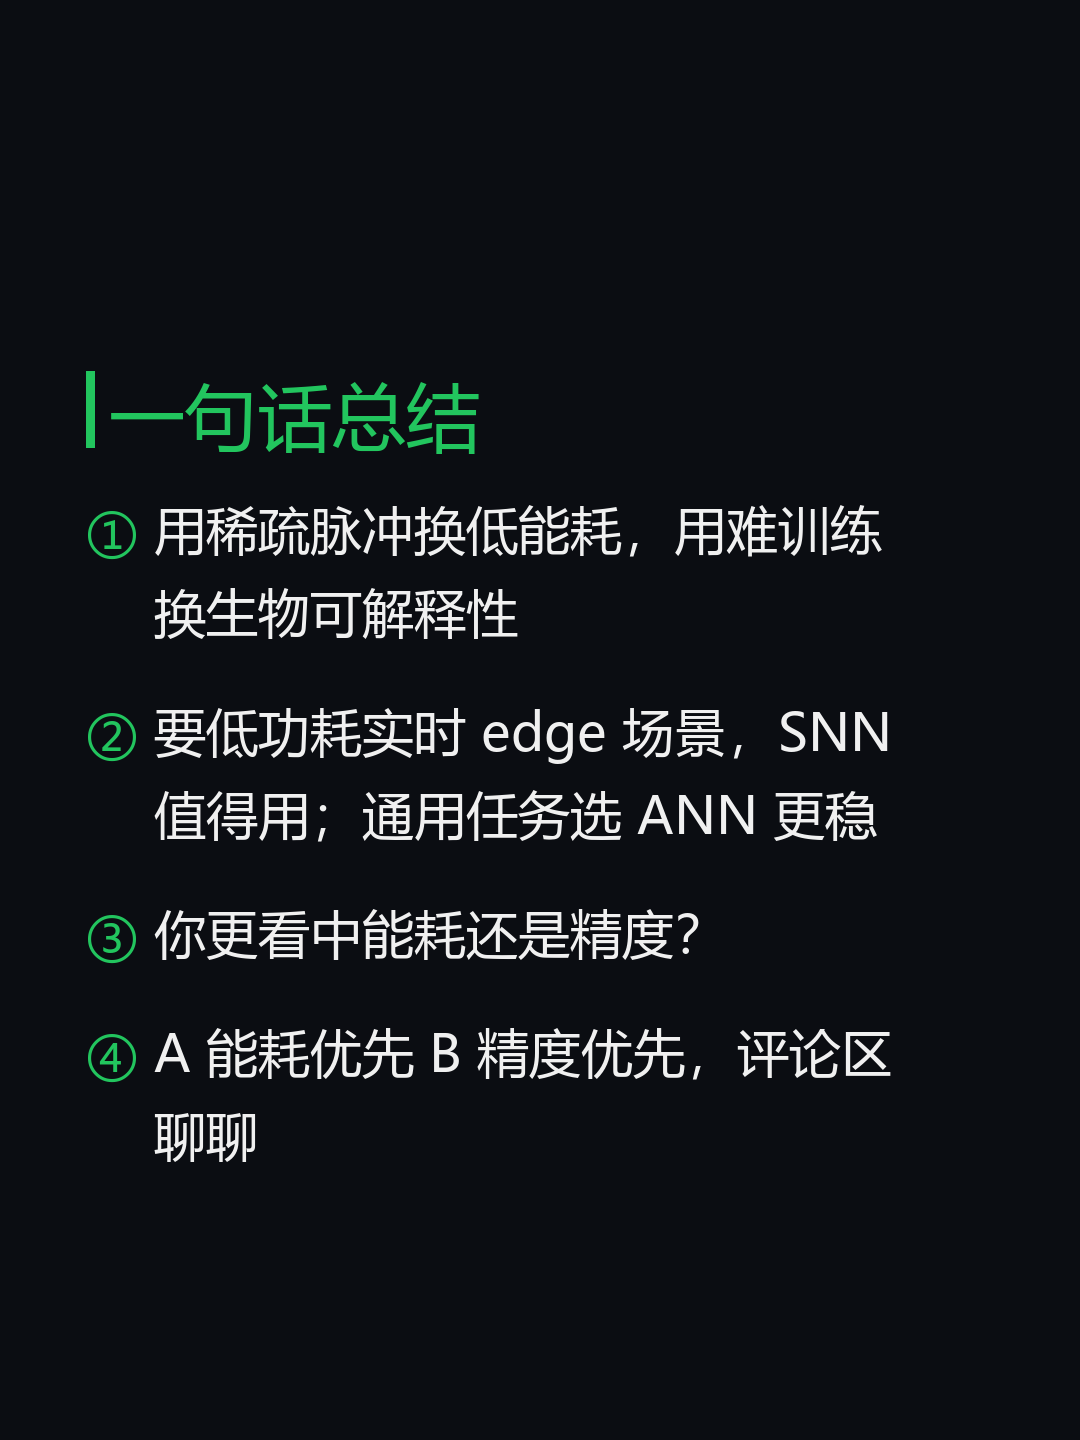 一句话总结
① 用稀疏脉冲换低能耗，用难训练
换生物可解释性
② 要低功耗实时 edge 场景，SNN
值得用；通用任务选 ANN 更稳
③ 你更看中能耗还是精度？
④ A 能耗优先 B 精度优先，评论区
聊聊